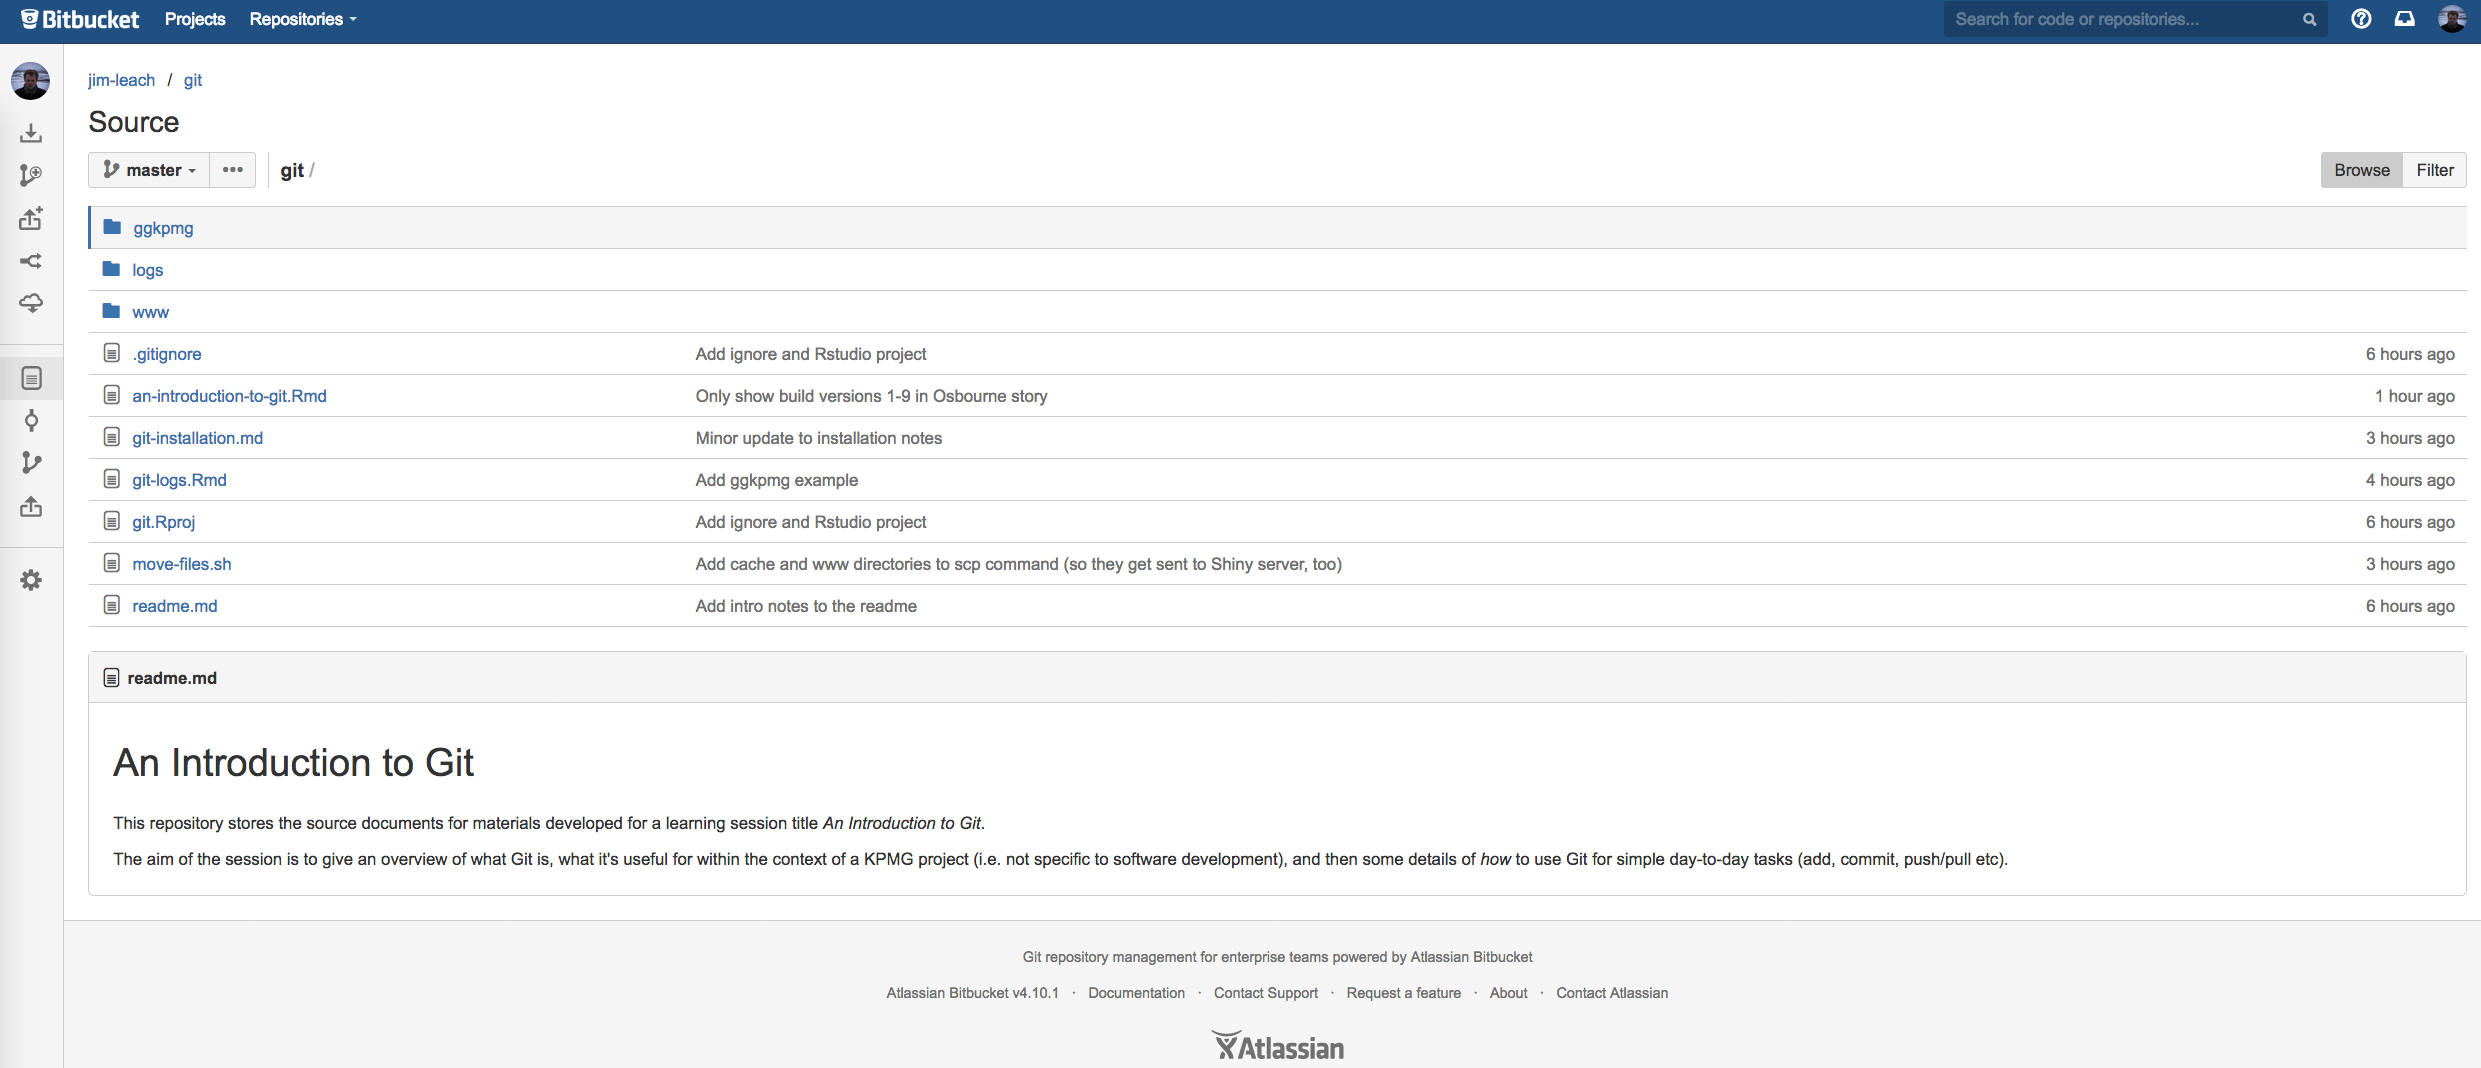 Bitbucket Projects Repositories Search for code or repositories...
jim-leach / git
Source
master ... git / Browse Filter
ggkpmg
logs
www
.gitignore Add ignore and Rstudio project 6 hours ago
an-introduction-to-git.Rmd Only show build versions 1-9 in Osbourne story 1 hour ago
git-installation.md Minor update to installation notes 3 hours ago
git-logs.Rmd Add ggkpmg example 4 hours ago
git.Rproj Add ignore and Rstudio project 6 hours ago
move-files.sh Add cache and www directories to scp command (so they get sent to Shiny server, too) 3 hours ago
readme.md Add intro notes to the readme 6 hours ago
readme.md
An Introduction to Git
This repository stores the source documents for materials developed for a learning session title An Introduction to Git.
The aim of the session is to give an overview of what Git is, what it's useful for within the context of a KPMG project (i.e. not specific to software development), and then some details of how to use Git for simple day-to-day tasks (add, commit, push/pull etc).
Git repository management for enterprise teams powered by Atlassian Bitbucket
Atlassian Bitbucket v4.10.1 · Documentation · Contact Support · Request a feature · About · Contact Atlassian
Atlassian